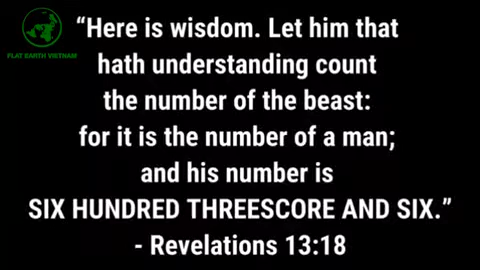 FLAT EARTH VIETNAM
“Here is wisdom. Let him that
hath understanding count
the number of the beast:
for it is the number of a man;
and his number is
SIX HUNDRED THREESCORE AND SIX.”
- Revelations 13:18